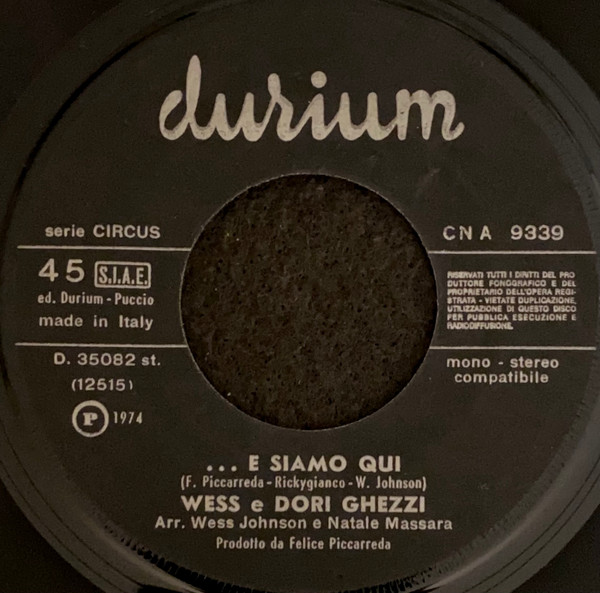 durium
serie CIRCUS
CNA 9339
45 S.I.A.E.
ed. Durium - Puccio
made in Italy
RISERVATI TUTTI I DIRITTI DEL PRO
DUTTORE FONOGRAFICO E DEL
PROPRIETARIO DELL'OPERA REGI-
STRATA - VIETATE DUPLICAZIONE,
UTILIZZAZIONE DI QUESTO DISCO
PER PUBBLICA ESECUZIONE E
RADIODIFFUSIONE.
D. 35082 st.
(12515)
P 1974
mono - stereo
compatibile
... E SIAMO QUI
(F. Piccarreda - Rickygianco - W. Johnson)
WESS e DORI GHEZZI
Arr. Wess Johnson e Natale Massara
Prodotto da Felice Piccarreda